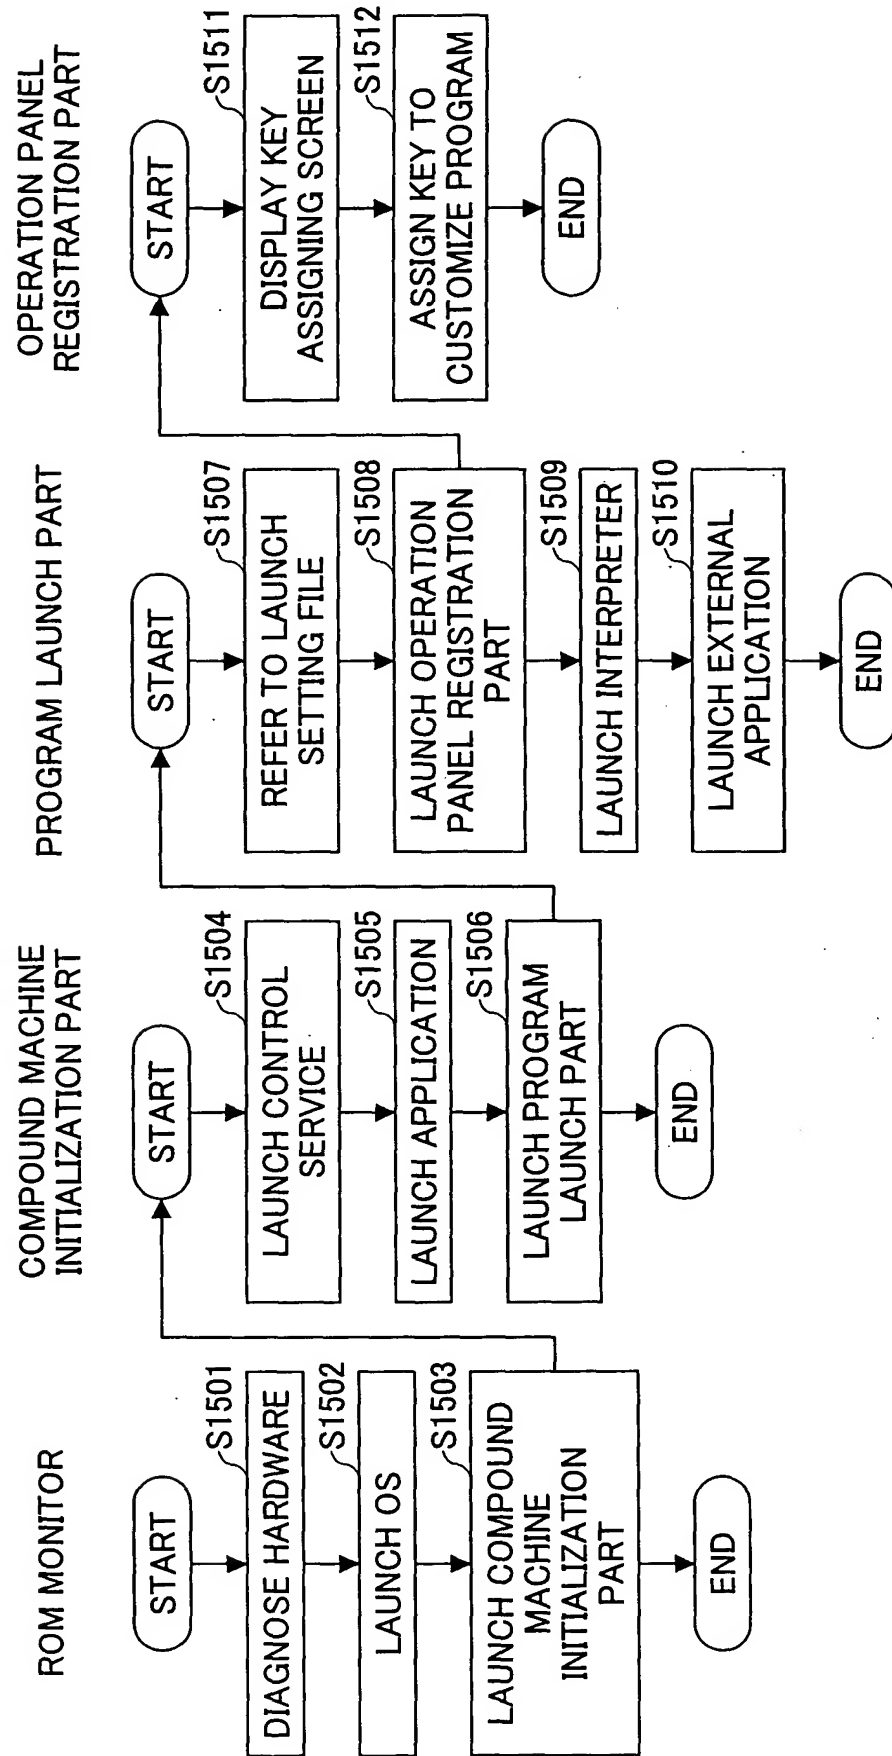 ROM MONITOR
START
DIAGNOSE HARDWARE
S1501
LAUNCH OS
S1502
LAUNCH COMPOUND
MACHINE
INITIALIZATION
PART
S1503
END
COMPOUND MACHINE
INITIALIZATION PART
START
LAUNCH CONTROL
SERVICE
S1504
LAUNCH APPLICATION
S1505
LAUNCH PROGRAM
LAUNCH PART
S1506
END
PROGRAM LAUNCH PART
START
REFER TO LAUNCH
SETTING FILE
S1507
LAUNCH OPERATION
PANEL REGISTRATION
PART
S1508
LAUNCH INTERPRETER
S1509
LAUNCH EXTERNAL
APPLICATION
S1510
END
OPERATION PANEL
REGISTRATION PART
START
DISPLAY KEY
ASSIGNING SCREEN
S1511
ASSIGN KEY TO
CUSTOMIZE PROGRAM
S1512
END